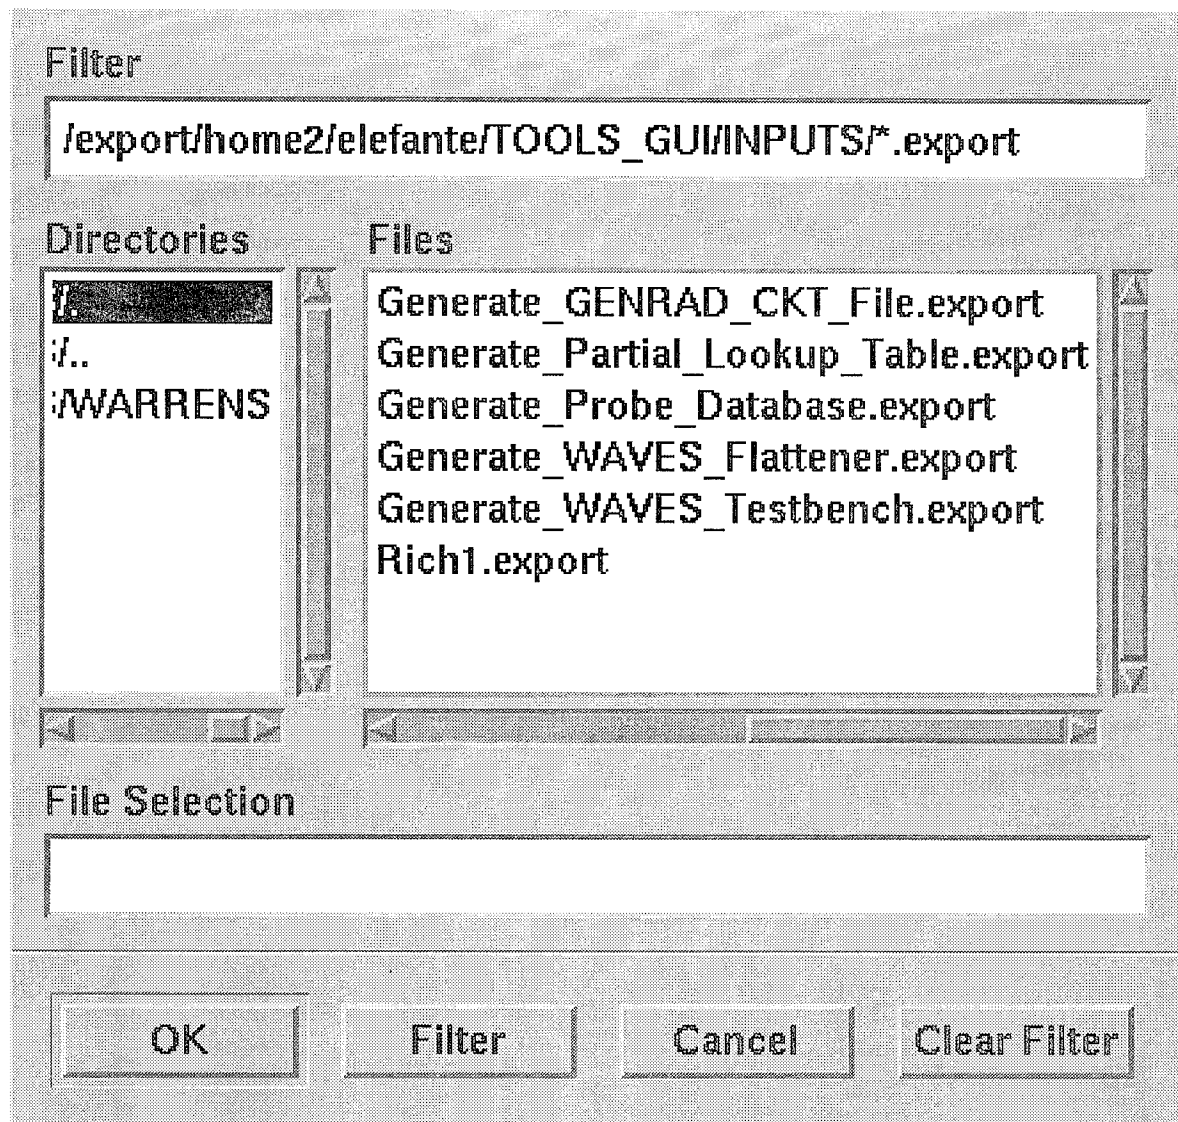 Filter
/export/home2/elefante/TOOLS_GUI/INPUTS/*.export
Directories
Files
/.
/..
/WARRENS
Generate_GENRAD_CKT_File.export
Generate_Partial_Lookup_Table.export
Generate_Probe_Database.export
Generate_WAVES_Flattener.export
Generate_WAVES_Testbench.export
Rich1.export
File Selection
OK
Filter
Cancel
Clear Filter